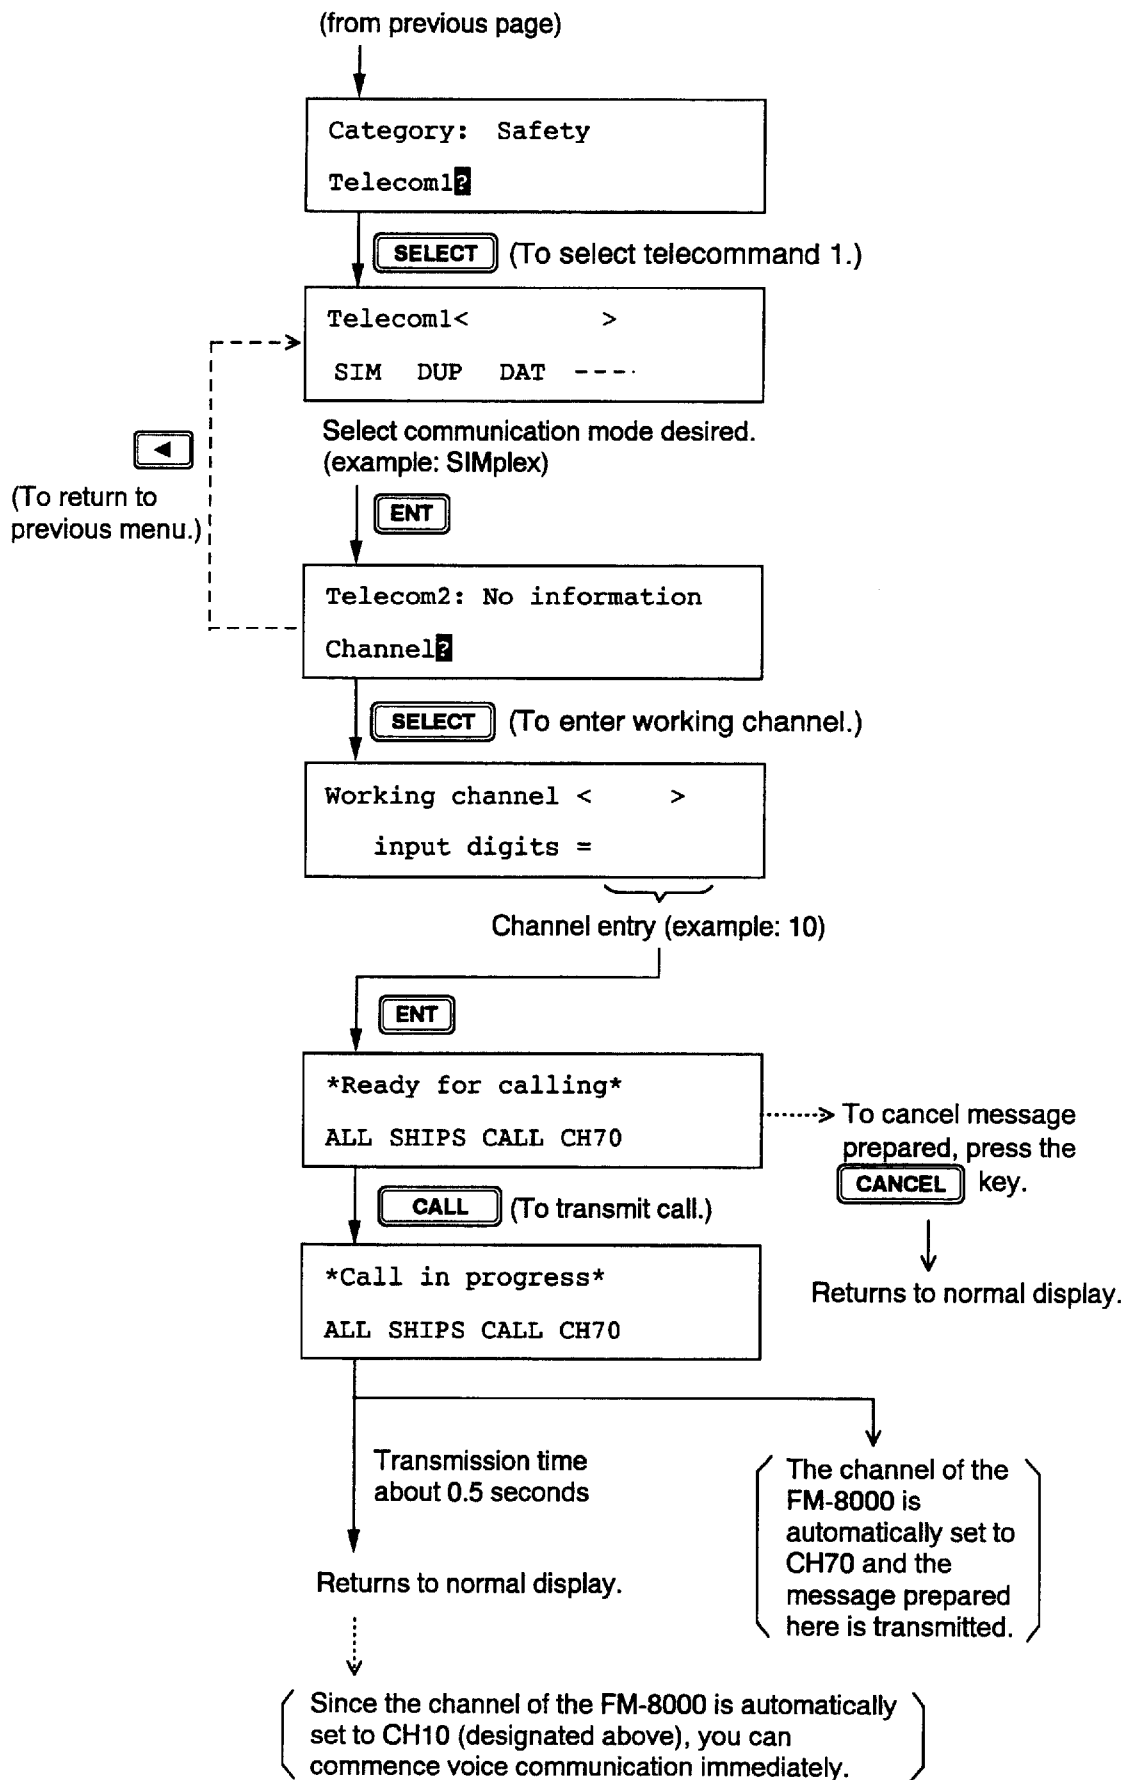 (from previous page)
Category: Safety
Telecom1?
SELECT (To select telecommand 1.)
Telecom1< >
SIM DUP DAT ----
Select communication mode desired.
(example: SIMplex)
◄
(To return to
previous menu.)
ENT
Telecom2: No information
Channel?
SELECT (To enter working channel.)
Working channel < >
input digits =
Channel entry (example: 10)
ENT
*Ready for calling*
ALL SHIPS CALL CH70
To cancel message
prepared, press the
CANCEL key.
Returns to normal display.
CALL (To transmit call.)
*Call in progress*
ALL SHIPS CALL CH70
Transmission time
about 0.5 seconds
Returns to normal display.
The channel of the
FM-8000 is
automatically set to
CH70 and the
message prepared
here is transmitted.
Since the channel of the FM-8000 is automatically
set to CH10 (designated above), you can
commence voice communication immediately.